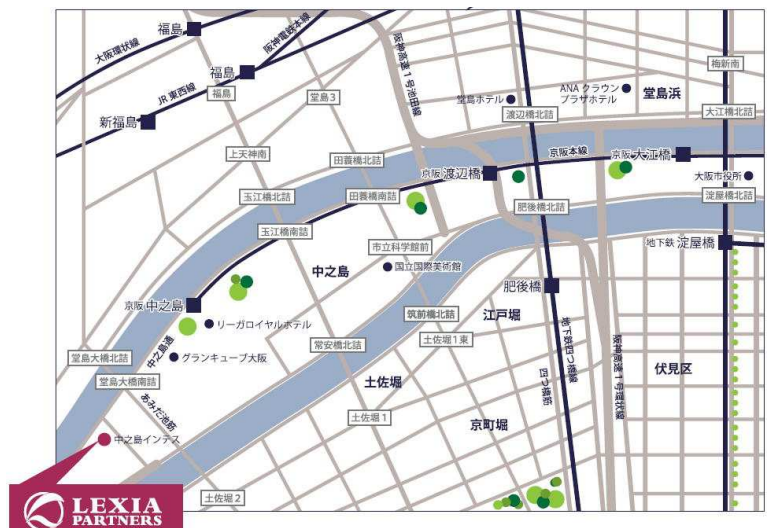 福島
大阪環状線
阪神電鉄本線
福島
JR東西線
福島
新福島
堂島3
阪神高速1号池田線
堂島ホテル
ANA クラウン
プラザホテル
堂島浜
梅新南
渡辺橋北詰
大江橋北詰
上天神南
田蓑橋北詰
京阪本線
京阪 大江橋
京阪 渡辺橋
大阪市役所
玉江橋北詰
田蓑橋南詰
淀屋橋北詰
肥後橋北詰
玉江橋南詰
市立科学館前
地下鉄 淀屋橋
中之島
国立国際美術館
肥後橋
京阪 中之島
筑前橋北詰
江戸堀
リーガロイヤルホテル
土佐堀1東
地下鉄四つ橋線
阪神高速1号環状線
中之島通
常安橋北詰
堂島大橋北詰
グランキューブ大阪
伏見区
堂島大橋南詰
土佐堀
四つ橋筋
あみだ池筋
土佐堀1
京町堀
中之島インテス
土佐堀2
LEXIA
PARTNERS